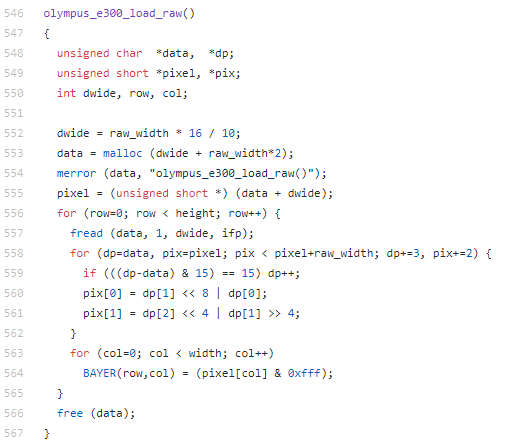 546 olympus_e300_load_raw()
547 {
548   unsigned char  *data,  *dp;
549   unsigned short *pixel, *pix;
550   int dwide, row, col;
551
552   dwide = raw_width * 16 / 10;
553   data = malloc (dwide + raw_width*2);
554   merror (data, "olympus_e300_load_raw()");
555   pixel = (unsigned short *) (data + dwide);
556   for (row=0; row < height; row++) {
557     fread (data, 1, dwide, ifp);
558     for (dp=data, pix=pixel; pix < pixel+raw_width; dp+=3, pix+=2) {
559       if (((dp-data) & 15) == 15) dp++;
560       pix[0] = dp[1] << 8 | dp[0];
561       pix[1] = dp[2] << 4 | dp[1] >> 4;
562     }
563     for (col=0; col < width; col++)
564       BAYER(row,col) = (pixel[col] & 0xfff);
565   }
566   free (data);
567 }